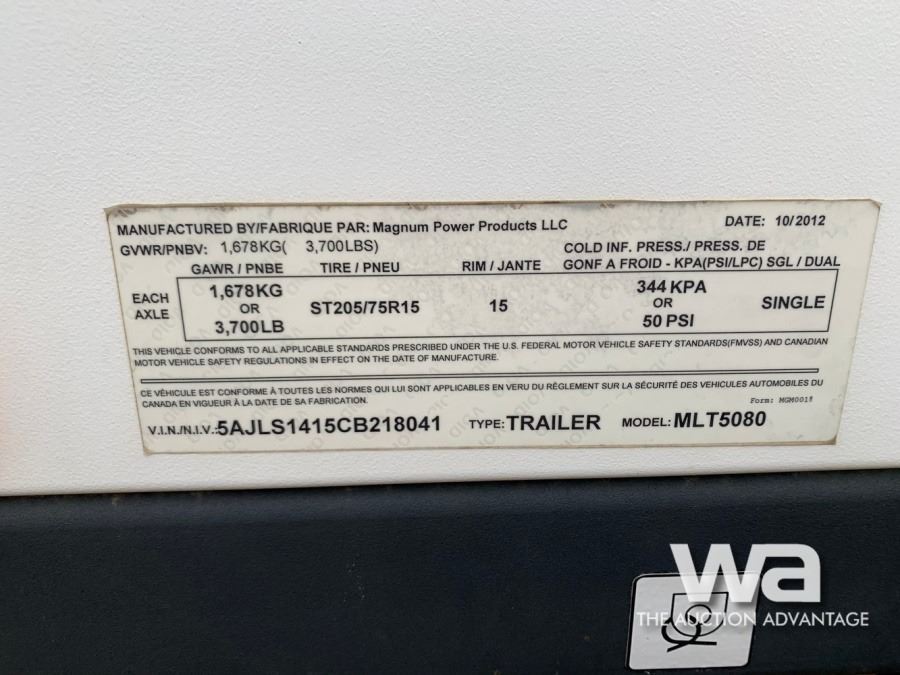 MANUFACTURED BY/FABRIQUE PAR: Magnum Power Products LLC DATE: 10/2012
GVWR/PNBV: 1,678KG( 3,700LBS)
COLD INF. PRESS./ PRESS. DE
GAWR / PNBE TIRE / PNEU RIM / JANTE GONF A FROID - KPA(PSI/LPC) SGL / DUAL
EACH
AXLE
1,678KG
OR
3,700LB
ST205/75R15
15
344 KPA
OR
50 PSI
SINGLE
THIS VEHICLE CONFORMS TO ALL APPLICABLE STANDARDS PRESCRIBED UNDER THE U.S. FEDERAL MOTOR VEHICLE SAFETY STANDARDS(FMVSS) AND CANADIAN
MOTOR VEHICLE SAFETY REGULATIONS IN EFFECT ON THE DATE OF MANUFACTURE.
CE VÉHICULE EST CONFORME À TOUTES LES NORMES QUI LUI SONT APPLICABLES EN VERU DU RÈGLEMENT SUR LA SÉCURITÉ DES VEHICULES AUTOMOBILES DU
CANADA EN VIGUEUR À LA DATE DE SA FABRICATION.
Form: MGM0018
V.I.N./N.I.V.:5AJLS1415CB218041 TYPE:TRAILER MODEL:MLT5080
wa
THE AUCTION ADVANTAGE